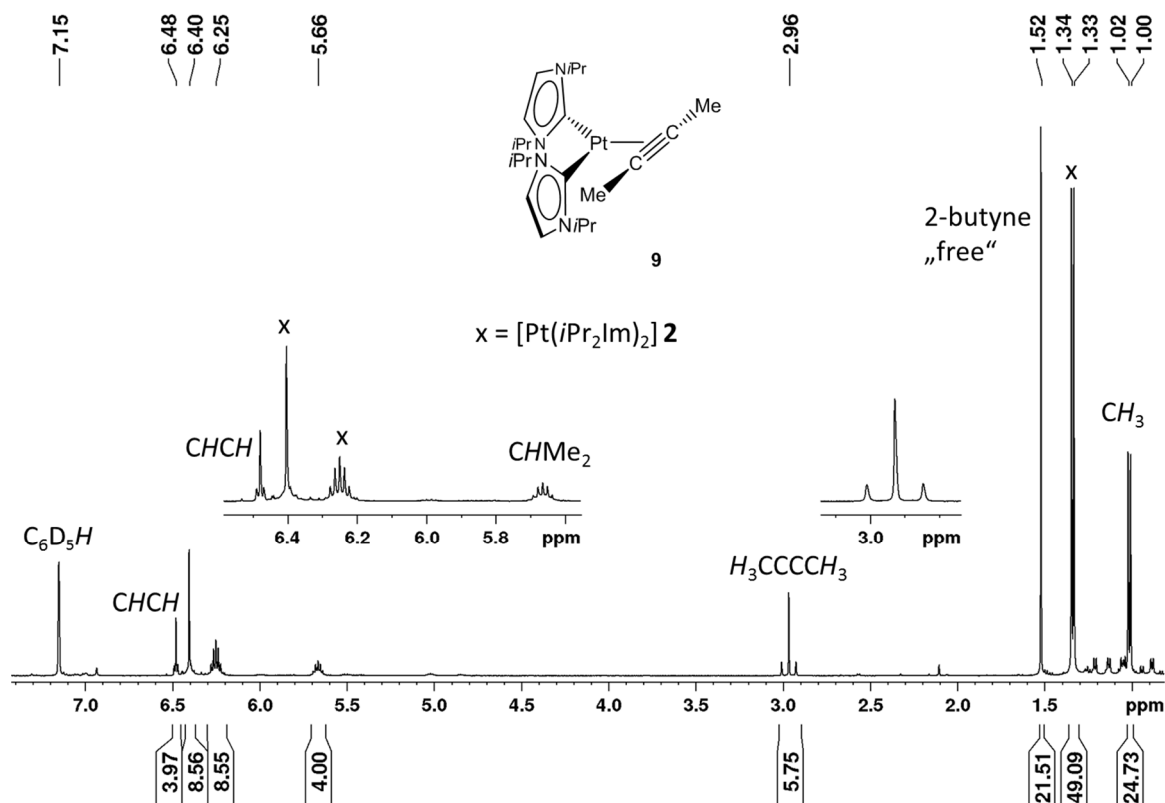 7.15 6.48 6.40 6.25 5.66 2.96 1.52 1.34 1.33 1.02 1.00
NiPr
Me
C
Pt
C
iPr N
iPr N
Me
NiPr
9
2-butyne
„free“
x
x
x = [Pt(iPr₂Im)₂] 2
CH₃
CHCH
x
CHMe₂
6.4 6.2 6.0 5.8 ppm
3.0 ppm
C₆D₅H
H₃CCCCH₃
CHCH
7.0 6.5 6.0 5.5 5.0 4.5 4.0 3.5 3.0 2.5 2.0 1.5 ppm
3.97 8.56 8.55 4.00 5.75 21.51 49.09 24.73